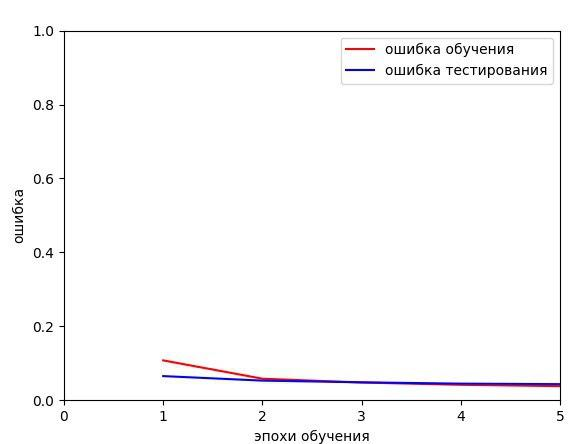 1.0
0.8
0.6
0.4
0.2
0.0
ошибка
ошибка обучения
ошибка тестирования
0 1 2 3 4 5
эпохи обучения